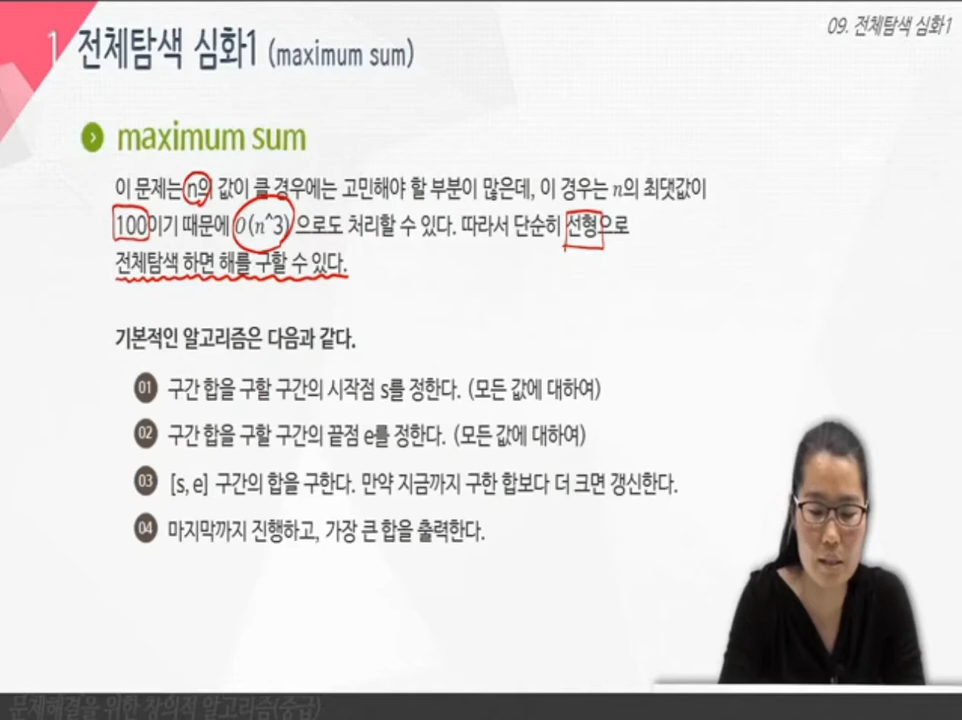 09. 전체탐색 심화1
1 전체탐색 심화1 (maximum sum)
maximum sum
이 문제는 n의 값이 클 경우에는 고민해야 할 부분이 많은데, 이 경우는 n의 최댓값이
100이기 때문에 O(n^3) 으로도 처리할 수 있다. 따라서 단순히 선형으로
전체탐색 하면 해를 구할 수 있다.
기본적인 알고리즘은 다음과 같다.
01 구간 합을 구할 구간의 시작점 s를 정한다. (모든 값에 대하여)
02 구간 합을 구할 구간의 끝점 e를 정한다. (모든 값에 대하여)
03 [s, e] 구간의 합을 구한다. 만약 지금까지 구한 합보다 더 크면 갱신한다.
04 마지막까지 진행하고, 가장 큰 합을 출력한다.
문제해결을 위한 창의적 알고리즘(중급)